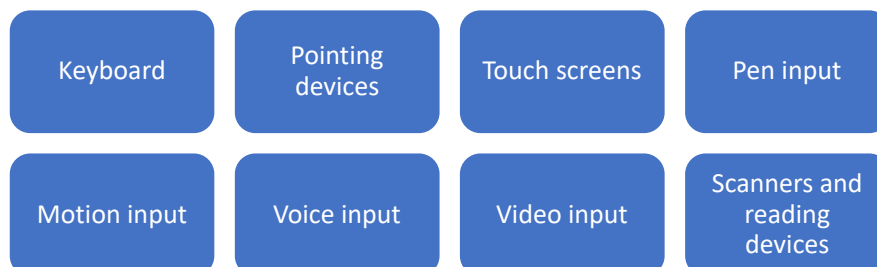 Keyboard
Pointing
devices
Touch screens
Pen input
Motion input
Voice input
Video input
Scanners and
reading
devices